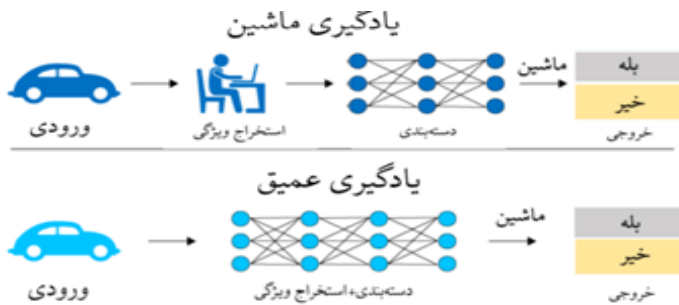 یادگیری ماشین
ماشین
بله
خیر
ورودی
استخراج ویژگی
دسته‌بندی
خروجی
یادگیری عمیق
ماشین
بله
خیر
ورودی
دسته‌بندی+استخراج ویژگی
خروجی